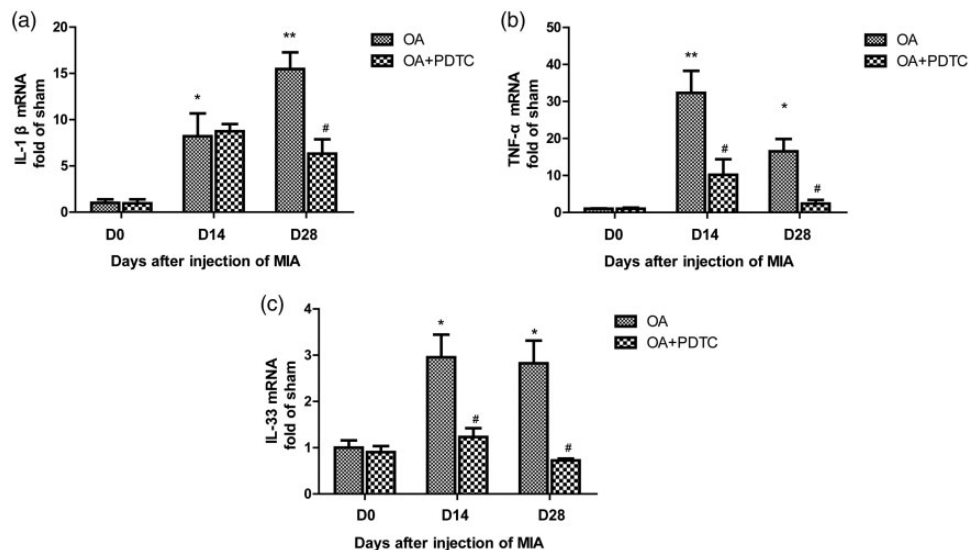 (a)
20
15
10
5
0
IL-1 β mRNA
fold of sham
*
**
#
D0 D14 D28
Days after injection of MIA
OA
OA+PDTC
(b)
50
40
30
20
10
0
TNF-α mRNA
fold of sham
**
#
*
#
D0 D14 D28
Days after injection of MIA
OA
OA+PDTC
(c)
4
3
2
1
0
IL-33 mRNA
fold of sham
*
#
*
#
D0 D14 D28
Days after injection of MIA
OA
OA+PDTC